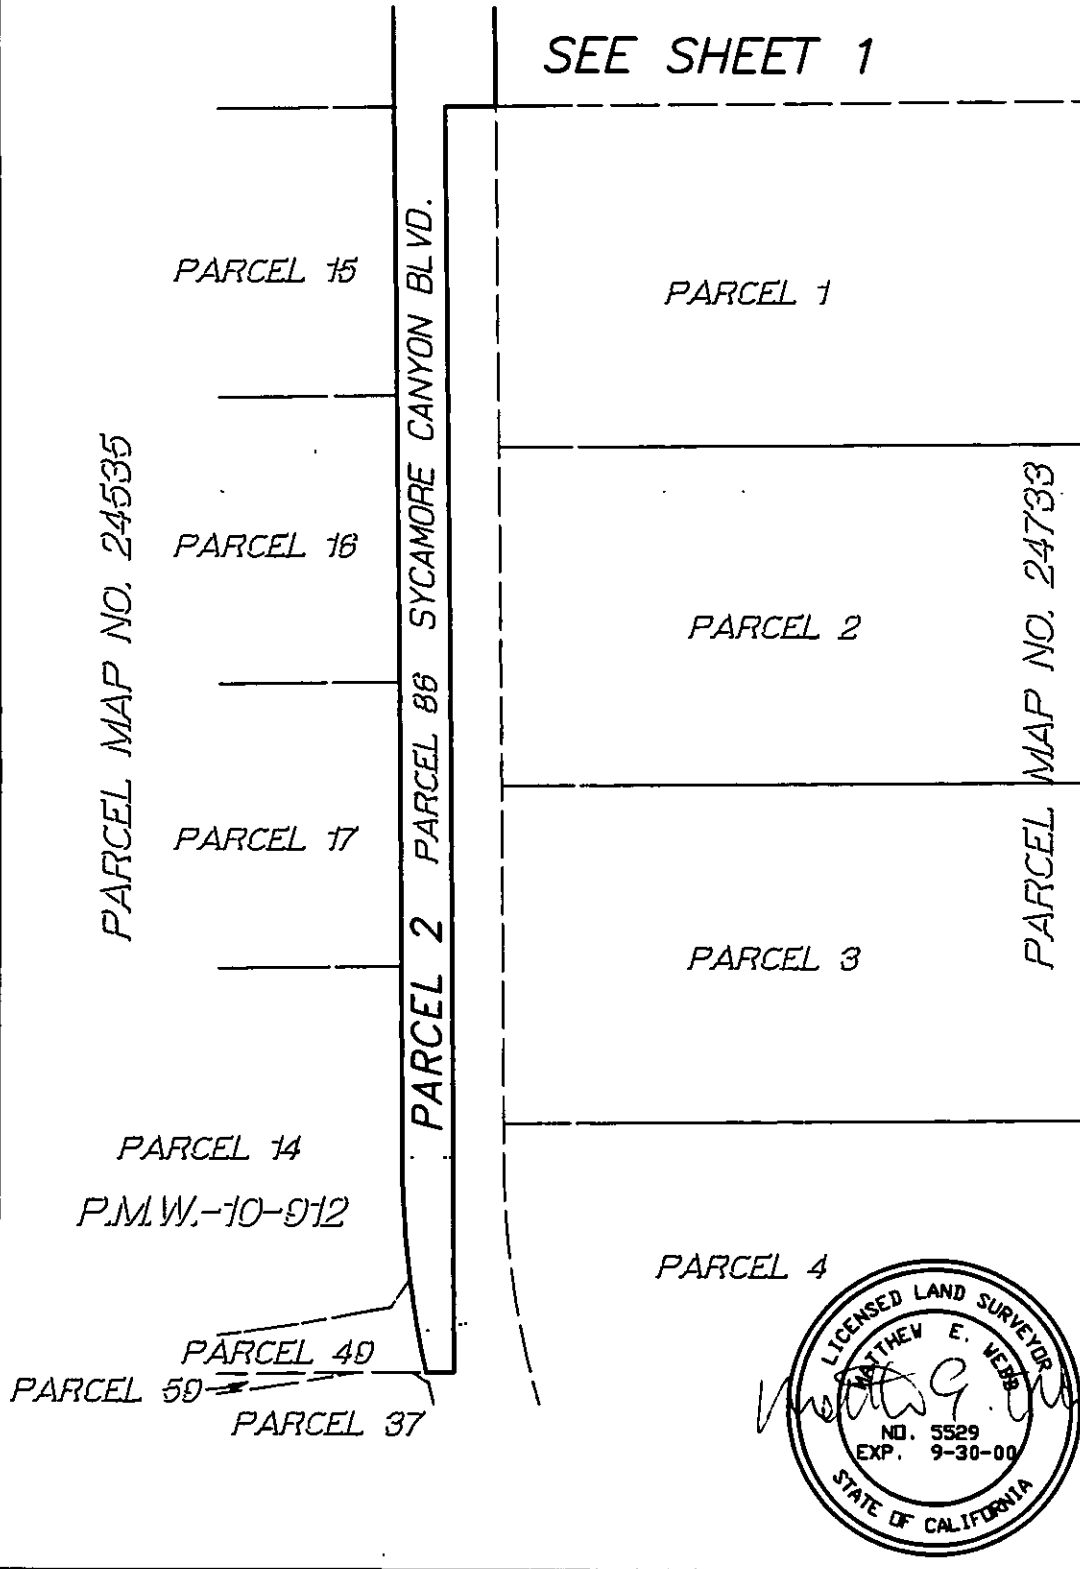 SEE SHEET 1
PARCEL 15
PARCEL 1
SYCAMORE CANYON BLVD.
PARCEL MAP NO. 24535
PARCEL MAP NO. 24733
PARCEL 16
PARCEL 2
PARCEL 86
PARCEL 17
PARCEL 2
PARCEL 3
PARCEL 14
P.M.W.-10-912
PARCEL 4
PARCEL 49
PARCEL 59
PARCEL 37
LICENSED LAND SURVEYOR
MATTHEW E. WEBB
NO. 5529
EXP. 9-30-00
STATE OF CALIFORNIA